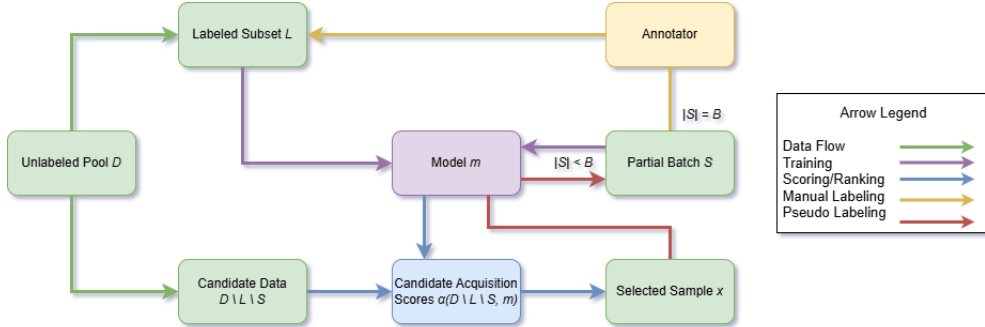 Labeled Subset L
Annotator
|S| = B
Unlabeled Pool D
Model m
|S| < B
Partial Batch S
Candidate Data
D \ L \ S
Candidate Acquisition
Scores α(D \ L \ S, m)
Selected Sample x
Arrow Legend
Data Flow
Training
Scoring/Ranking
Manual Labeling
Pseudo Labeling